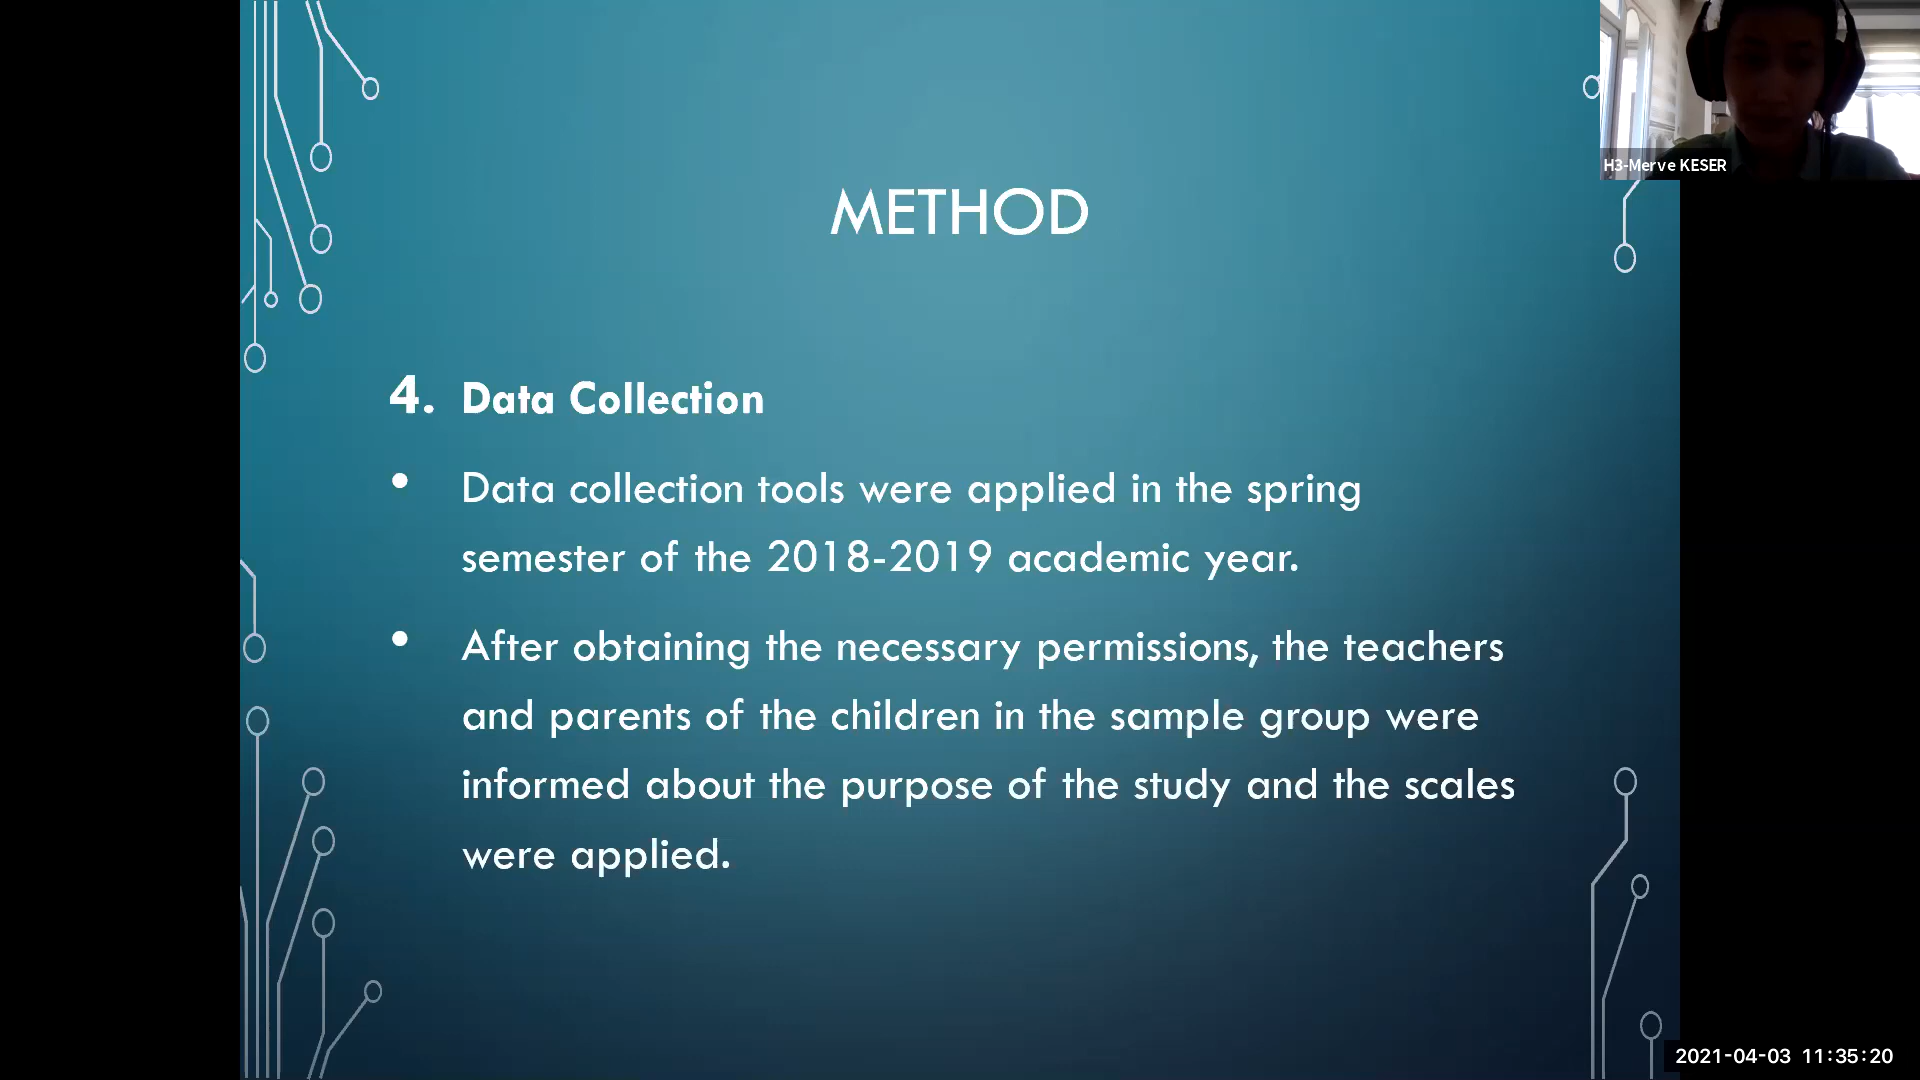 H3-Merve KESER
METHOD
4. Data Collection
• Data collection tools were applied in the spring
semester of the 2018-2019 academic year.
• After obtaining the necessary permissions, the teachers
and parents of the children in the sample group were
informed about the purpose of the study and the scales
were applied.
2021-04-03 11:35:20